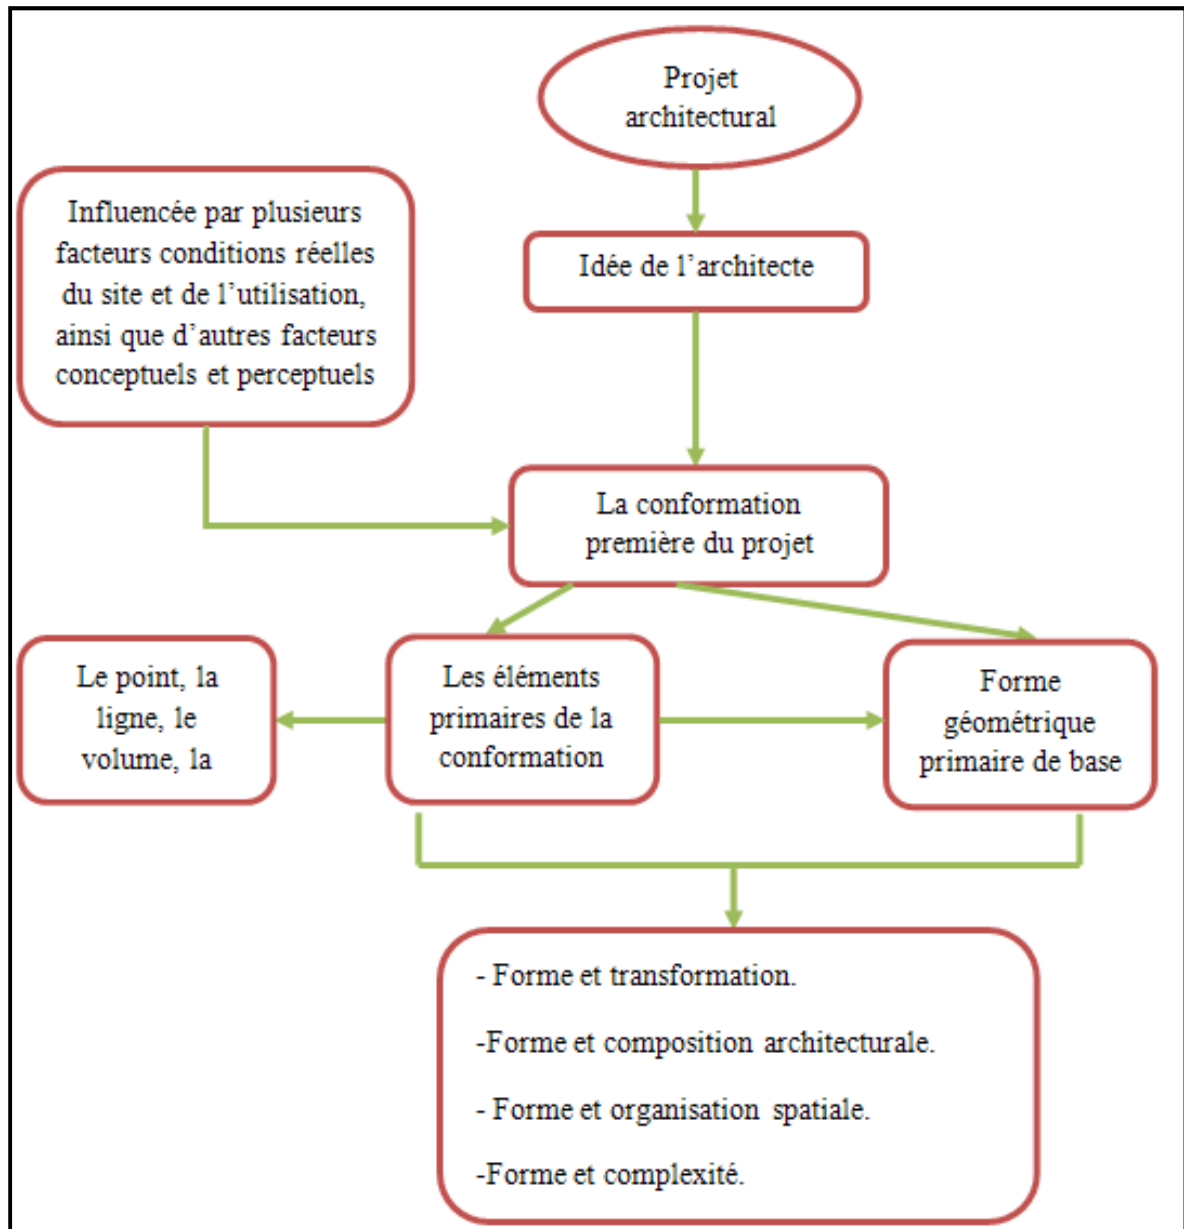 Projet
architectural
Influencée par plusieurs
facteurs conditions réelles
du site et de l’utilisation,
ainsi que d’autres facteurs
conceptuels et perceptuels
Idée de l’architecte
La conformation
première du projet
Le point, la
ligne, le
volume, la
Les éléments
primaires de la
conformation
Forme
géométrique
primaire de base
- Forme et transformation.
-Forme et composition architecturale.
- Forme et organisation spatiale.
-Forme et complexité.